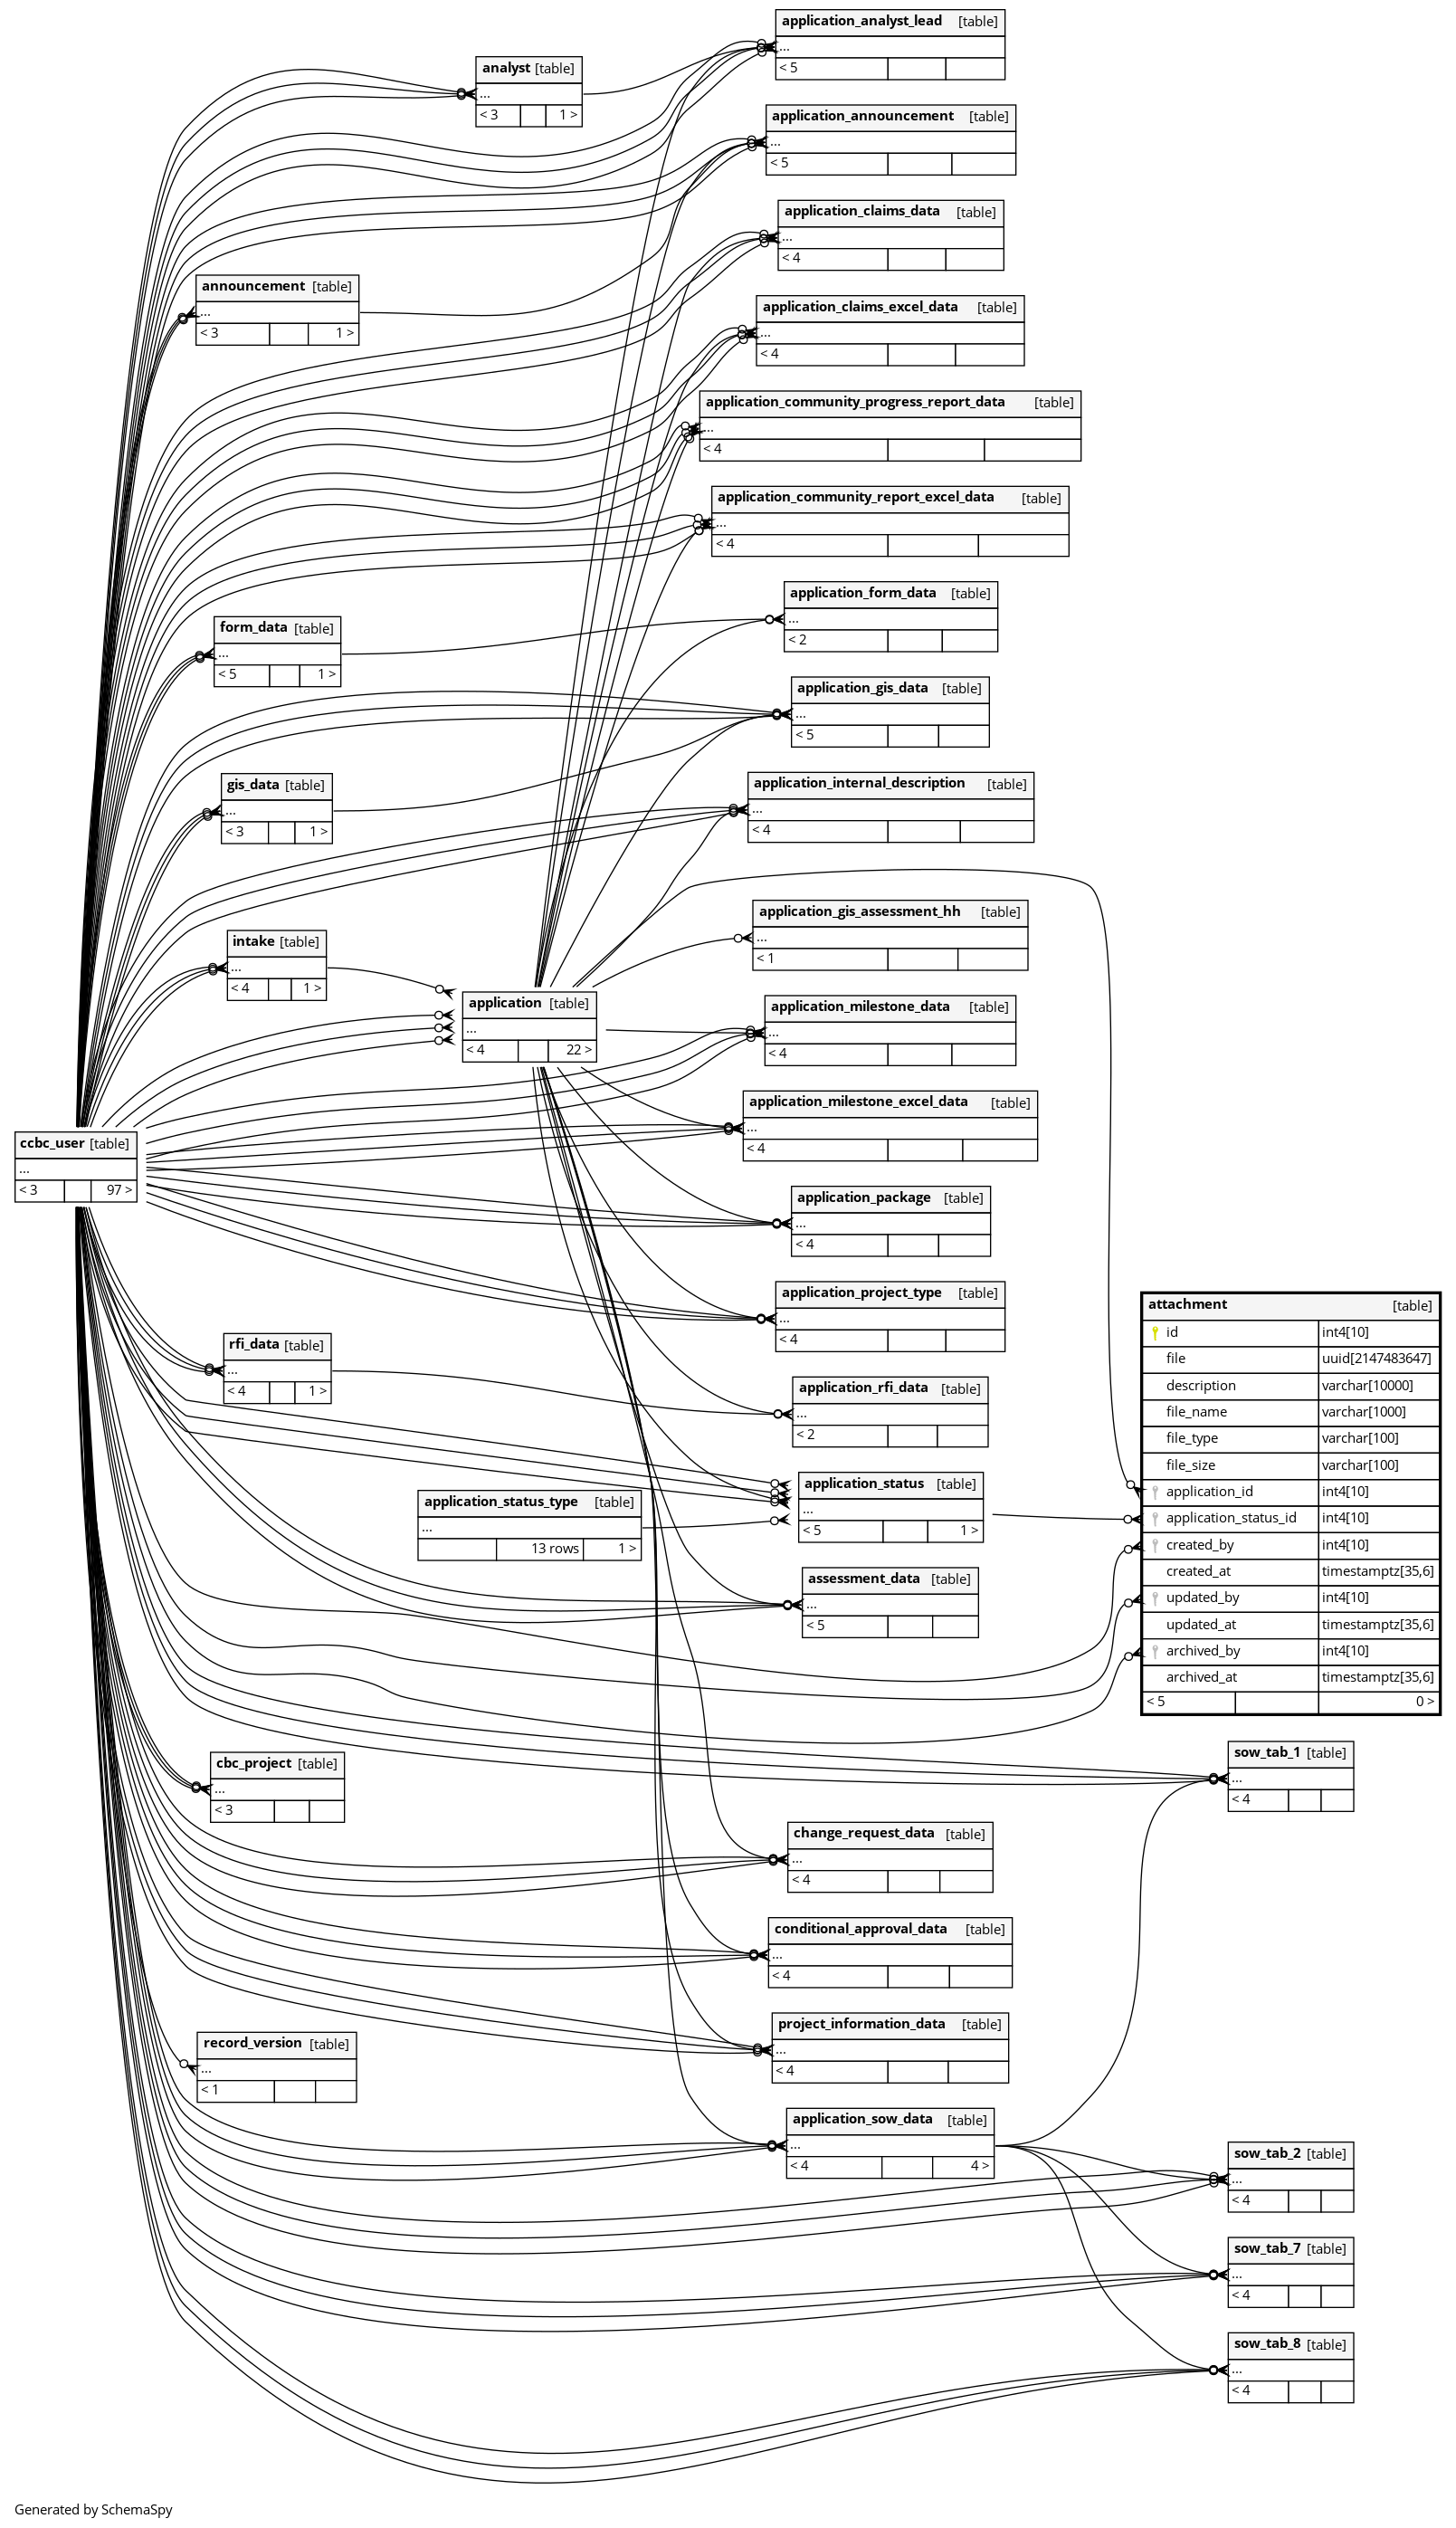 application_analyst_lead [table]
...
< 5
analyst [table]
...
< 3 1 >
application_announcement [table]
...
< 5
application_claims_data [table]
...
< 4
announcement [table]
...
< 3 1 >
application_claims_excel_data [table]
...
< 4
application_community_progress_report_data [table]
...
< 4
application_community_report_excel_data [table]
...
< 4
application_form_data [table]
...
< 2
form_data [table]
...
< 5 1 >
application_gis_data [table]
...
< 5
gis_data [table]
...
< 3 1 >
application_internal_description [table]
...
< 4
application_gis_assessment_hh [table]
...
< 1
intake [table]
...
< 4 1 >
application [table]
...
< 4 22 >
application_milestone_data [table]
...
< 4
application_milestone_excel_data [table]
...
< 4
ccbc_user [table]
...
< 3 97 >
application_package [table]
...
< 4
application_project_type [table]
...
< 4
attachment [table]
id int4[10]
file uuid[2147483647]
description varchar[10000]
file_name varchar[1000]
file_type varchar[100]
file_size varchar[100]
application_id int4[10]
application_status_id int4[10]
created_by int4[10]
created_at timestamptz[35,6]
updated_by int4[10]
updated_at timestamptz[35,6]
archived_by int4[10]
archived_at timestamptz[35,6]
< 5 0 >
rfi_data [table]
...
< 4 1 >
application_rfi_data [table]
...
< 2
application_status [table]
...
< 5 1 >
application_status_type [table]
...
13 rows 1 >
assessment_data [table]
...
< 5
sow_tab_1 [table]
...
< 4
cbc_project [table]
...
< 3
change_request_data [table]
...
< 4
conditional_approval_data [table]
...
< 4
project_information_data [table]
...
< 4
record_version [table]
...
< 1
application_sow_data [table]
...
< 4 4 >
sow_tab_2 [table]
...
< 4
sow_tab_7 [table]
...
< 4
sow_tab_8 [table]
...
< 4
Generated by SchemaSpy